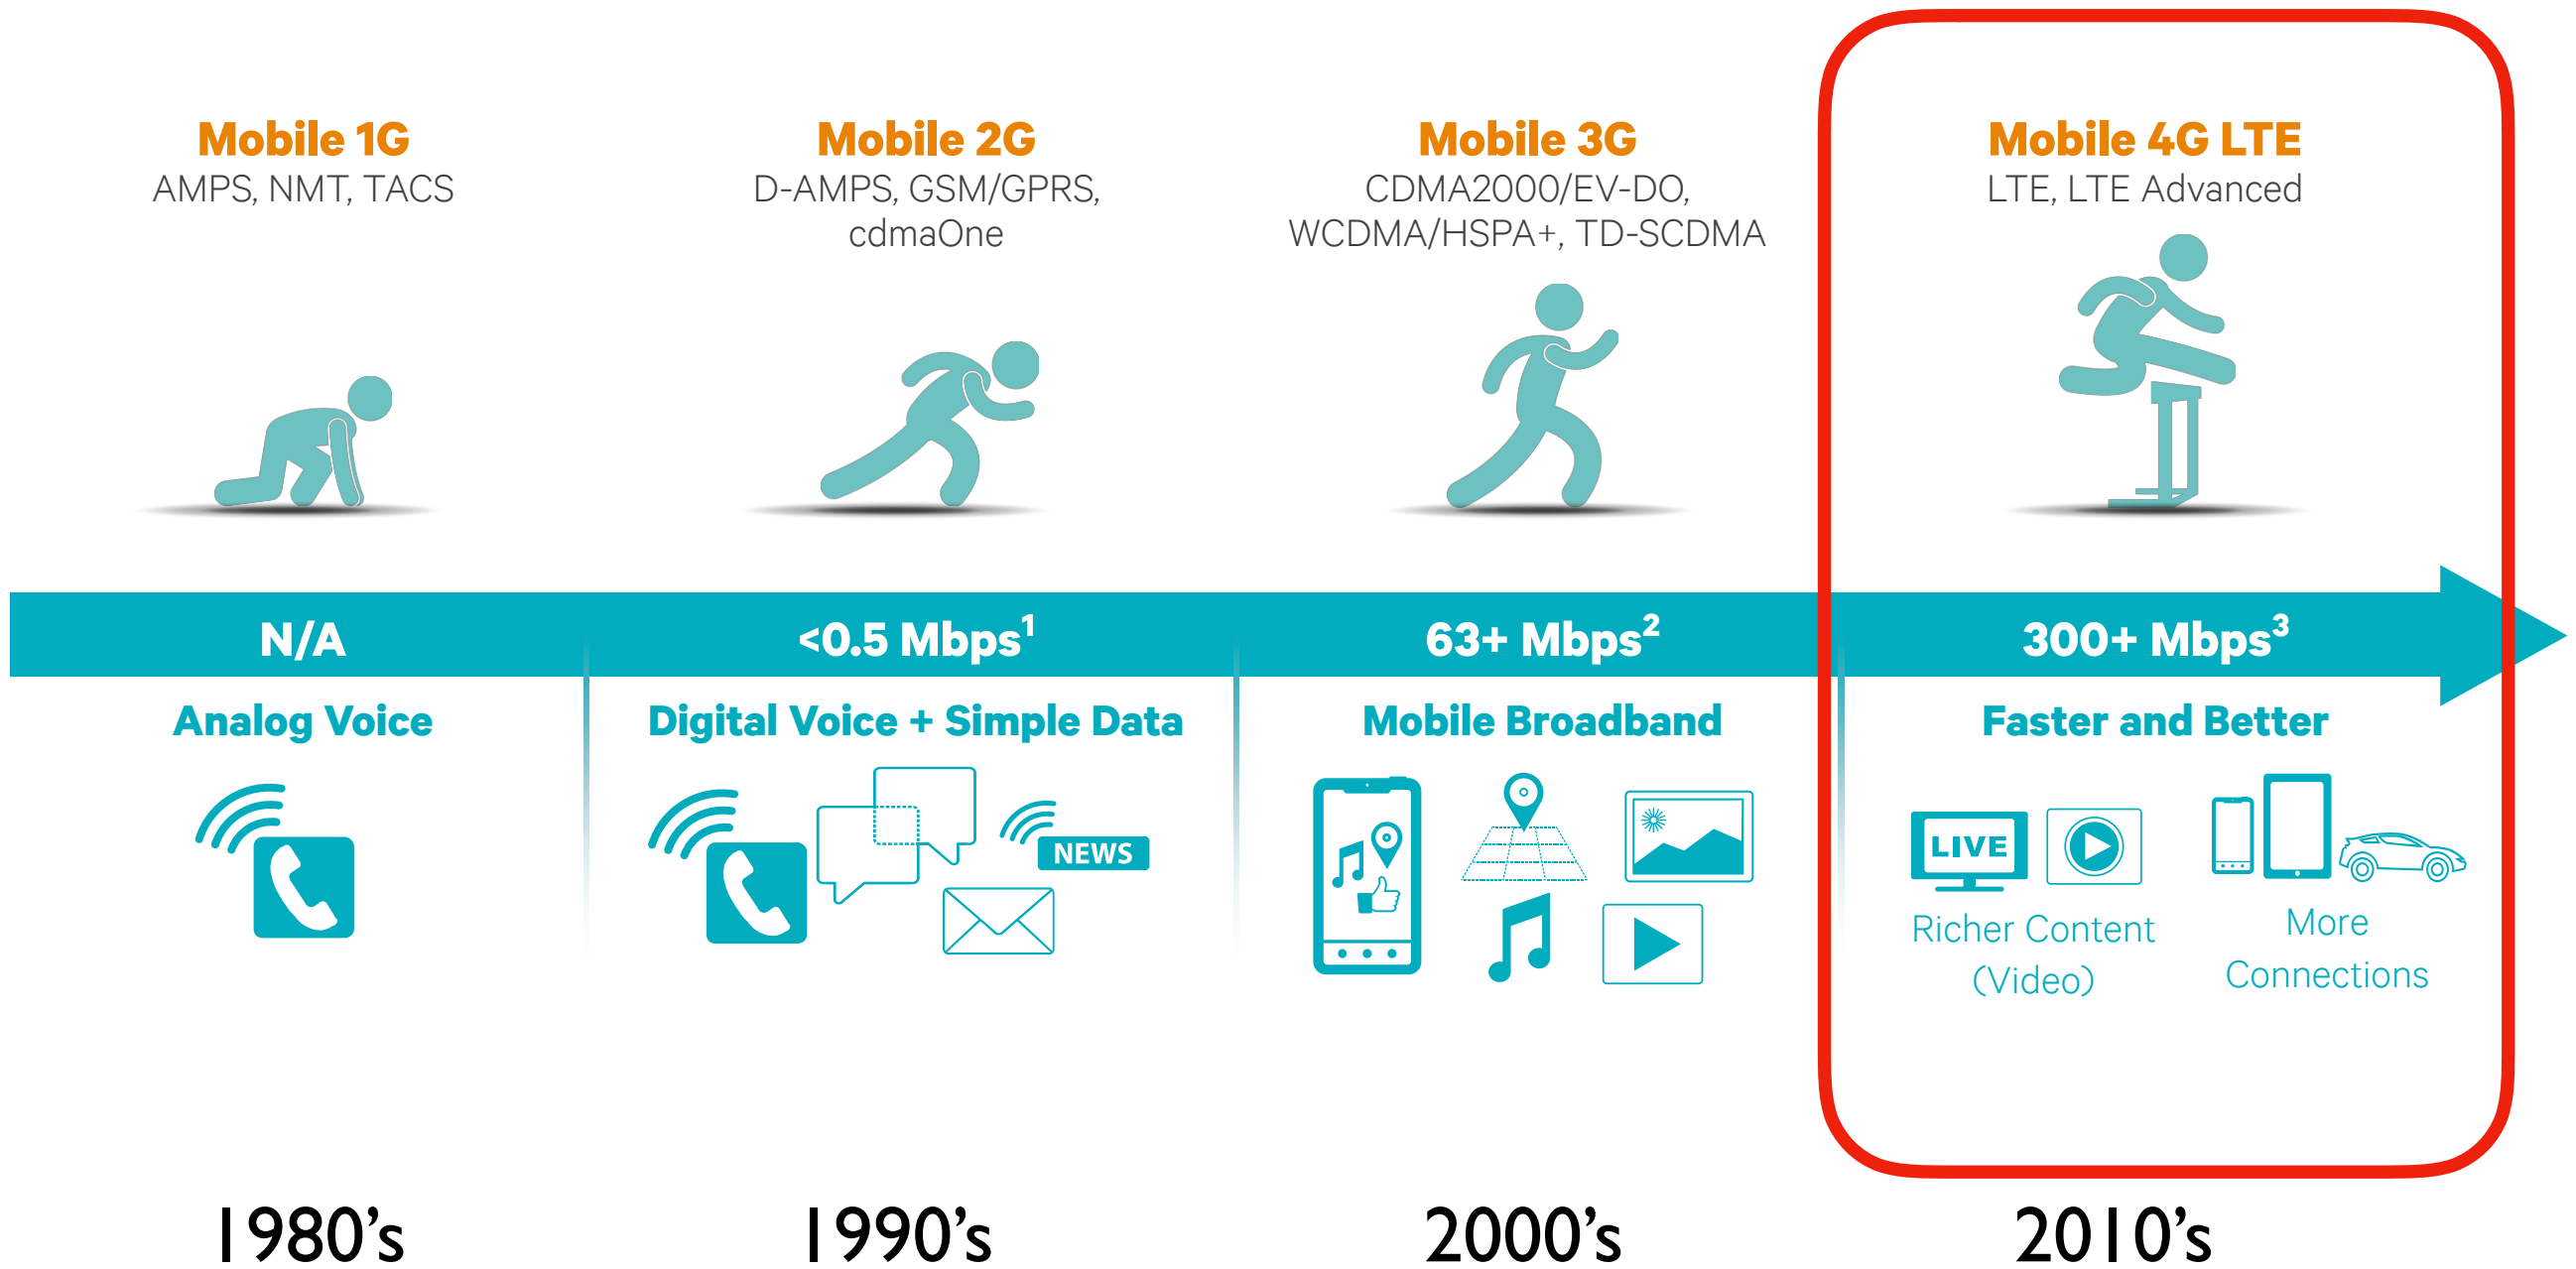 Mobile 1G
AMPS, NMT, TACS
Mobile 2G
D-AMPS, GSM/GPRS,
cdmaOne
Mobile 3G
CDMA2000/EV-DO,
WCDMA/HSPA+, TD-SCDMA
Mobile 4G LTE
LTE, LTE Advanced
N/A
<0.5 Mbps¹
63+ Mbps²
300+ Mbps³
Analog Voice
Digital Voice + Simple Data
NEWS
Mobile Broadband
Faster and Better
LIVE
Richer Content
(Video)
More
Connections
1980’s
1990’s
2000’s
2010’s